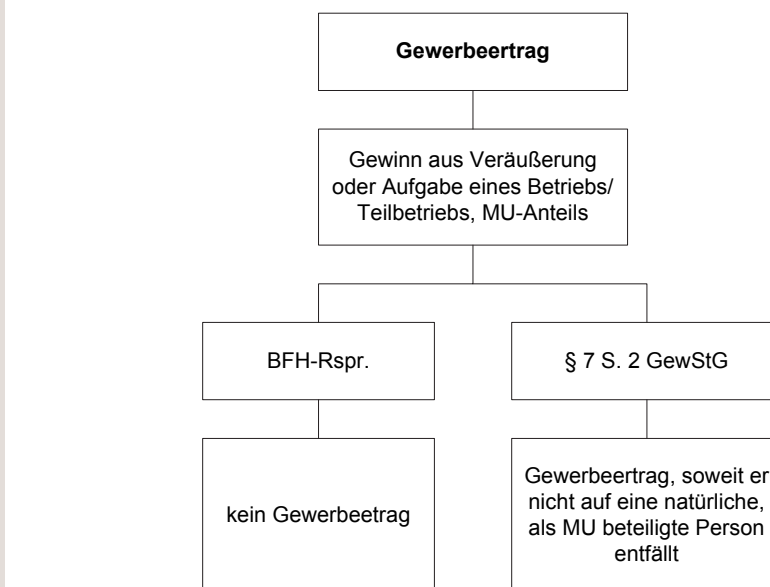 Gewerbeertrag
Gewinn aus Veräußerung
oder Aufgabe eines Betriebs/
Teilbetriebs, MU-Anteils
BFH-Rspr.
§ 7 S. 2 GewStG
kein Gewerbeetrag
Gewerbeertrag, soweit er
nicht auf eine natürliche,
als MU beteiligte Person
entfällt